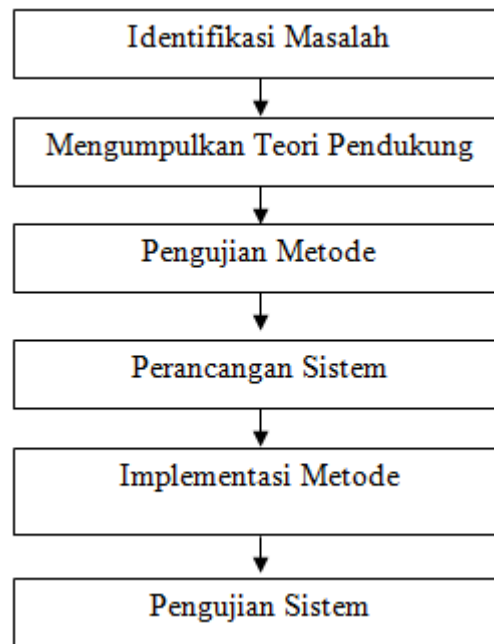 Identifikasi Masalah
Mengumpulkan Teori Pendukung
Pengujian Metode
Perancangan Sistem
Implementasi Metode
Pengujian Sistem